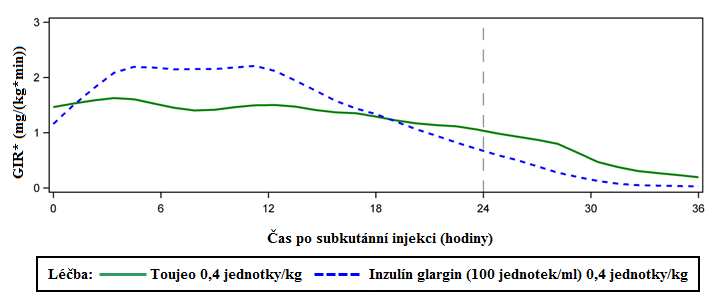 3
2
1
0
GIR* (mg/(kg*min))
0 6 12 18 24 30 36
Čas po subkutánní injekci (hodiny)
Léčba: Toujeo 0,4 jednotky/kg Inzulín glargin (100 jednotek/ml) 0,4 jednotky/kg